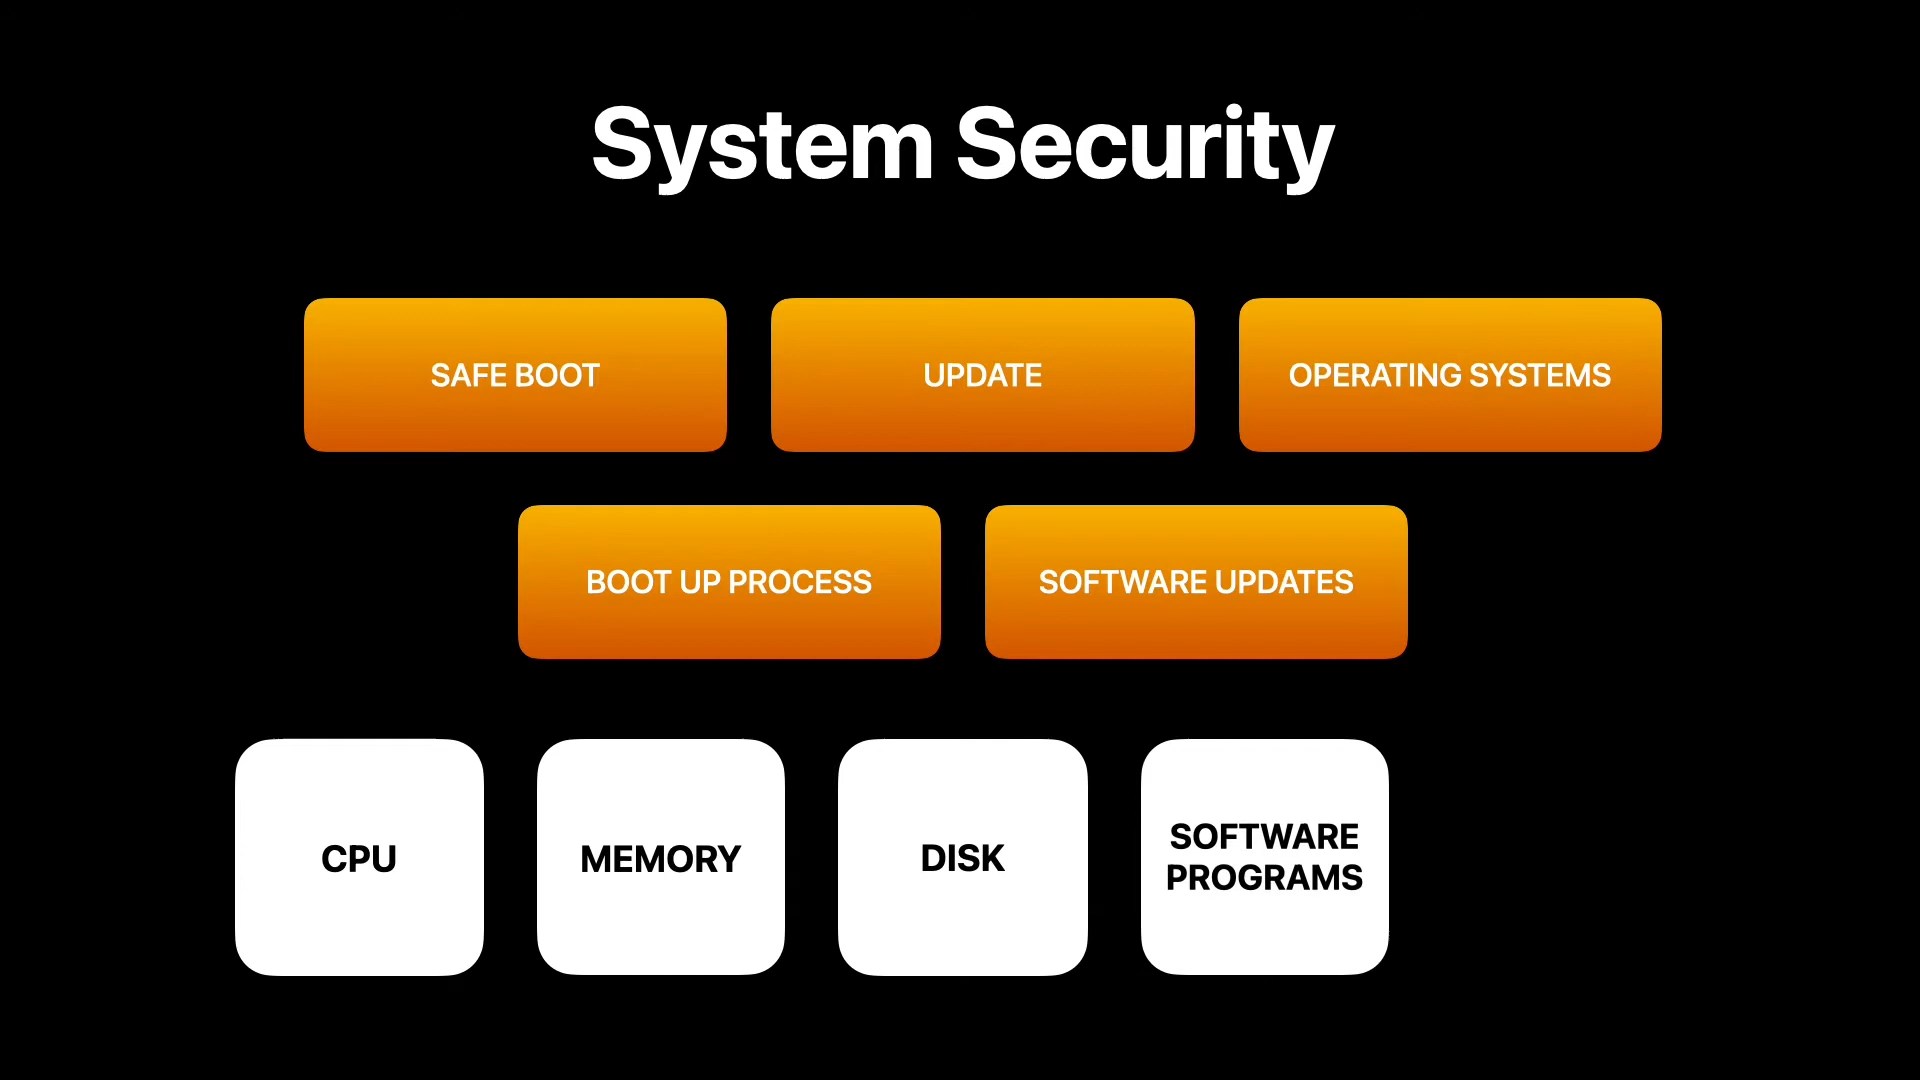 System Security
SAFE BOOT
UPDATE
OPERATING SYSTEMS
BOOT UP PROCESS
SOFTWARE UPDATES
CPU
MEMORY
DISK
SOFTWARE
PROGRAMS